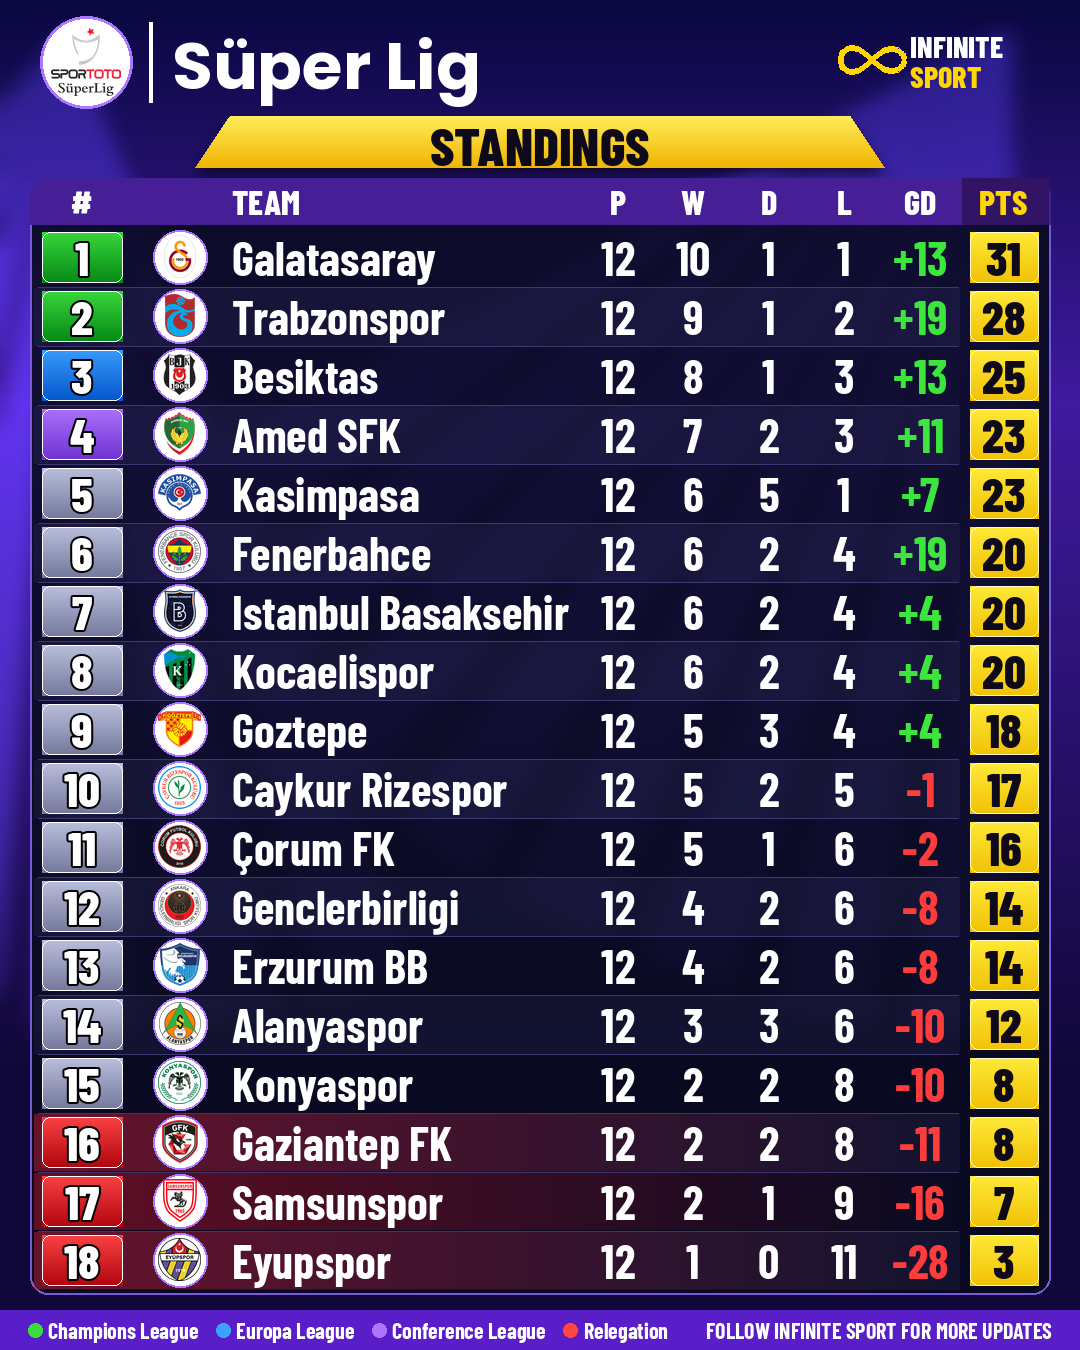 SPORTOTO
SüperLig
Süper Lig
INFINITE
SPORT
STANDINGS
# TEAM P W D L GD PTS
1 Galatasaray 12 10 1 1 +13 31
2 Trabzonspor 12 9 1 2 +19 28
3 Besiktas 12 8 1 3 +13 25
4 Amed SFK 12 7 2 3 +11 23
5 Kasimpasa 12 6 5 1 +7 23
6 Fenerbahce 12 6 2 4 +19 20
7 Istanbul Basaksehir 12 6 2 4 +4 20
8 Kocaelispor 12 6 2 4 +4 20
9 Goztepe 12 5 3 4 +4 18
10 Caykur Rizespor 12 5 2 5 -1 17
11 Çorum FK 12 5 1 6 -2 16
12 Genclerbirligi 12 4 2 6 -8 14
13 Erzurum BB 12 4 2 6 -8 14
14 Alanyaspor 12 3 3 6 -10 12
15 Konyaspor 12 2 2 8 -10 8
16 Gaziantep FK 12 2 2 8 -11 8
17 Samsunspor 12 2 1 9 -16 7
18 Eyupspor 12 1 0 11 -28 3
Champions League Europa League Conference League Relegation FOLLOW INFINITE SPORT FOR MORE UPDATES